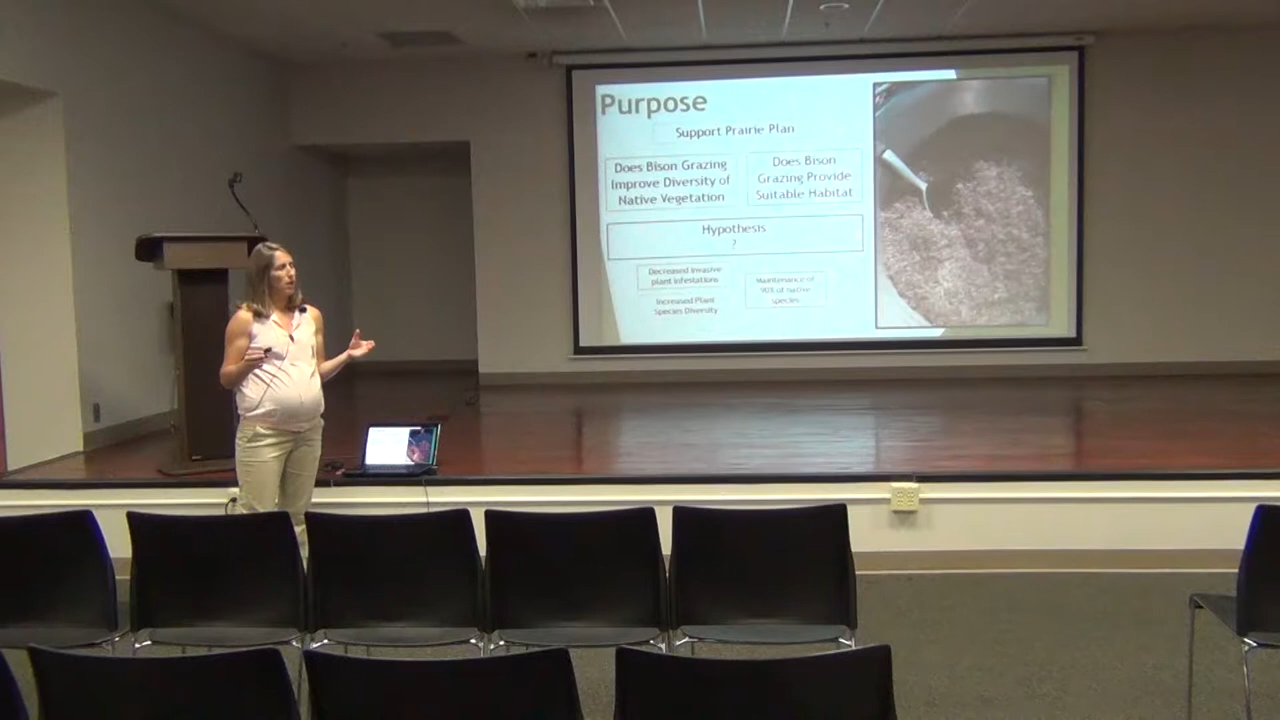 Purpose
Support Prairie Plan
Does Bison Grazing
Improve Diversity of
Native Vegetation
Does Bison
Grazing Provide
Suitable Habitat
Hypothesis
?
Decreased Invasive
plant infestations
Increased Plant
Species Diversity
Maintenance of
90% of native
species